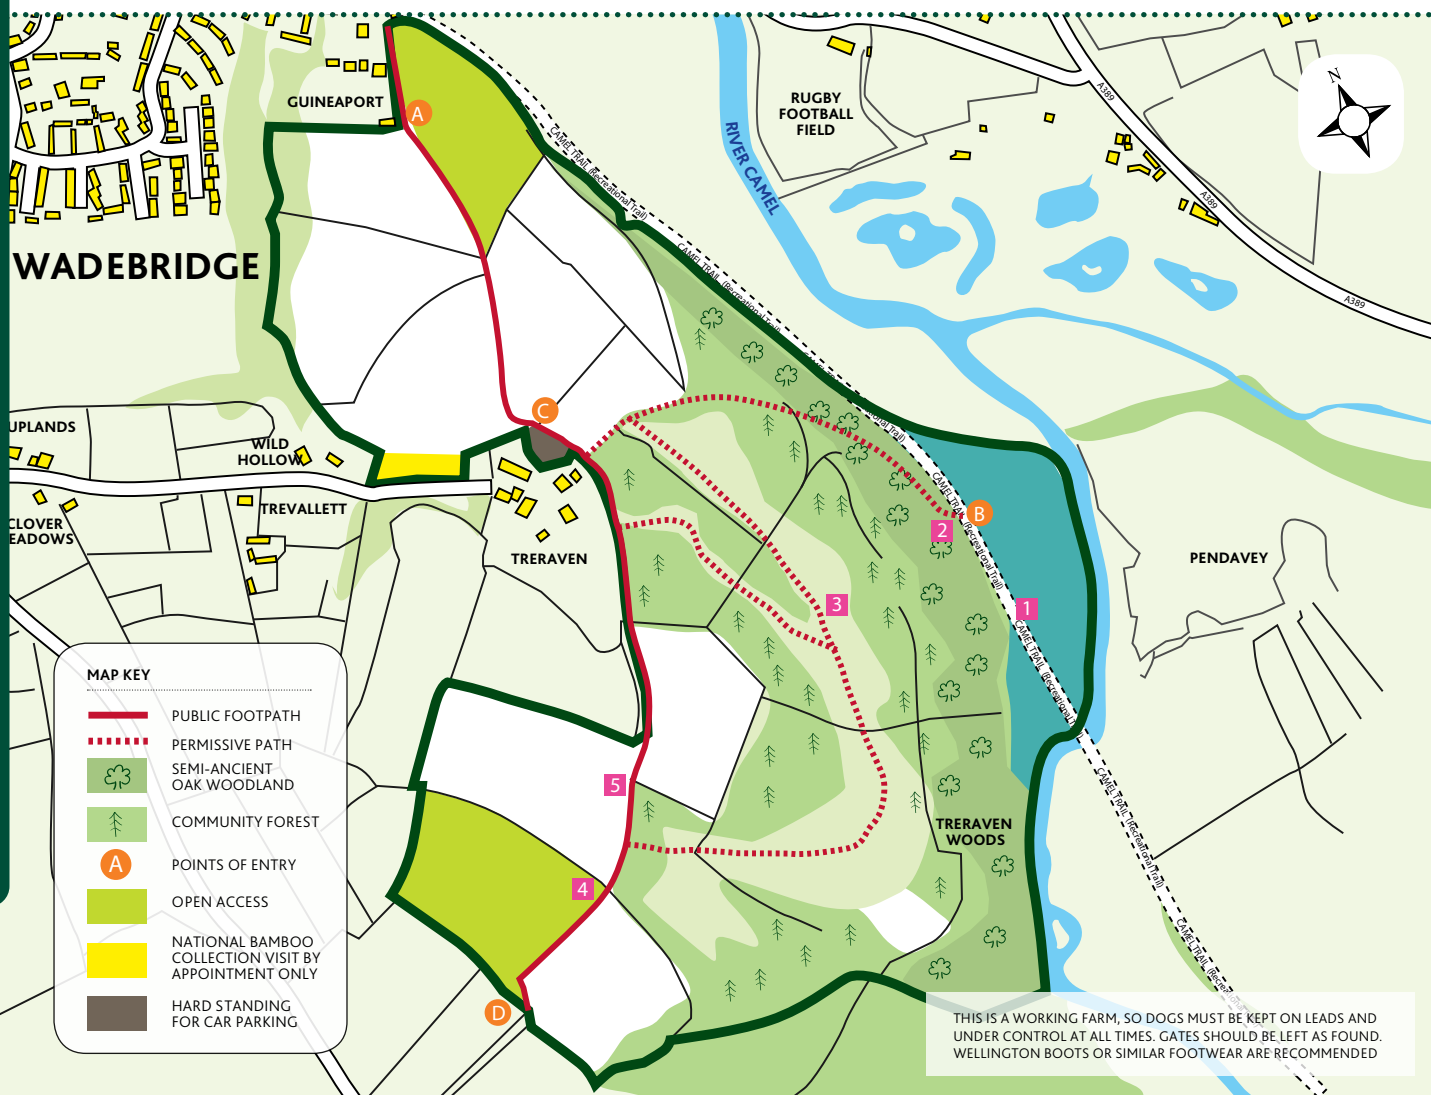 GUINEAPORT
A
RUGBY
FOOTBALL
FIELD
RIVER CAMEL
N
A389
A389
A389
WADEBRIDGE
CAMEL TRAIL (Recreational Trail)
CAMEL TRAIL (Recreational Trail)
C
UPLANDS
WILD
HOLLOW
TREVALLETT
CLOVER
TRERAVEN
CAMEL TRAIL (Recreational Trail)
B
2
1
3
PENDAVEY
CAMEL TRAIL (Recreational Trail)
5
4
D
TRERAVEN
WOODS
CAMEL TRAIL (Recreational Trail)
CAMEL TRAIL
MAP KEY
PUBLIC FOOTPATH
PERMISSIVE PATH
SEMI-ANCIENT
OAK WOODLAND
COMMUNITY FOREST
A
POINTS OF ENTRY
OPEN ACCESS
NATIONAL BAMBOO
COLLECTION VISIT BY
APPOINTMENT ONLY
HARD STANDING
FOR CAR PARKING
THIS IS A WORKING FARM, SO DOGS MUST BE KEPT ON LEADS AND
UNDER CONTROL AT ALL TIMES. GATES SHOULD BE LEFT AS FOUND.
WELLINGTON BOOTS OR SIMILAR FOOTWEAR ARE RECOMMENDED